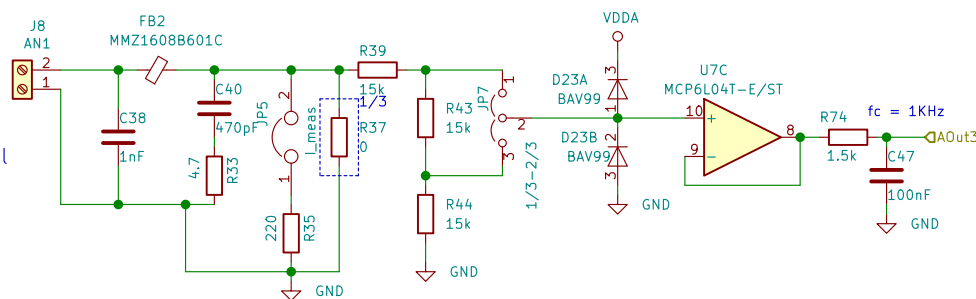 J8
AN1
2
1
FB2
MMZ1608B601C
C38
1nF
C40
470pF
4.7
R33
JP5
2
1
I_meas
220
R35
GND
1/3
R37
0
R39
15k
R43
15k
R44
15k
GND
JP7
1
2
3
1/3-2/3
VDDA
3
D23A
BAV99
D23B
BAV99
2
3
GND
U7C
MCP6L04T-E/ST
10
+
9
-
8
R74
1.5k
fc = 1KHz
AOut3
C47
100nF
GND
l